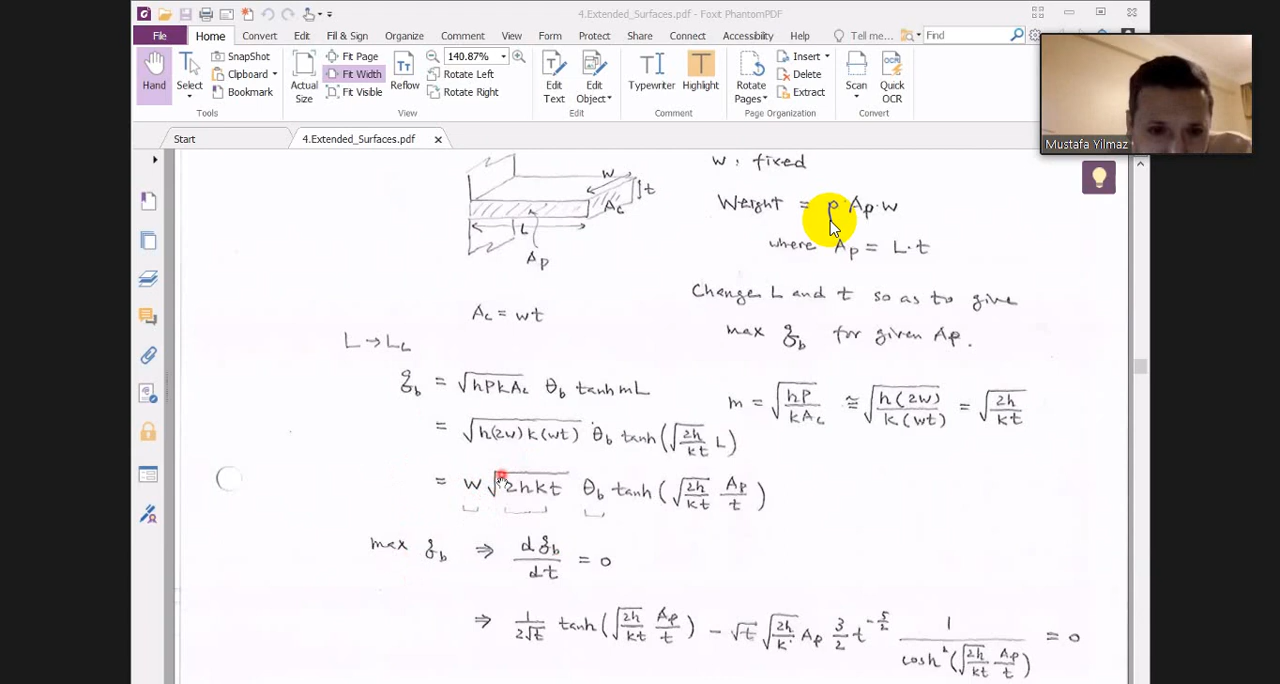 4.Extended_Surfaces.pdf - Foxit PhantomPDF
File Home Convert Edit Fill & Sign Organize Comment View Form Protect Share Connect Accessibility Help Tell me... Find
Hand Select SnapShot Clipboard Bookmark Actual Size Fit Page Fit Width Fit Visible 140.87% Rotate Left Rotate Right Reflow Edit Text Edit Object Typewriter Highlight Rotate Pages Insert Delete Extract Scan Quick OCR
Tools View Edit Comment Page Organization Convert
Start 4.Extended_Surfaces.pdf
Mustafa Yilmaz
w : fixed
w t Ac L Ap
Weight = ρ·Ap·w
where Ap = L·t
Change L and t so as to give
max q_b for given Ap.
Ac = wt
L → Lc
q_b = √(hPkAc) θb tanh mL
m = √(hP/kAc) ≅ √(h(2w)/k(wt)) = √(2h/kt)
= √(h(2w)k(wt)) θb tanh(√(2h/kt) L)
= w√(2hkt) θb tanh(√(2h/kt) Ap/t)
max q_b ⇒ dq_b/dt = 0
⇒ 1/(2√t) tanh(√(2h/kt) Ap/t) − √t √(2h/k) Ap 3/2 t^(-5/2) 1/cosh²(√(2h/kt) Ap/t) = 0